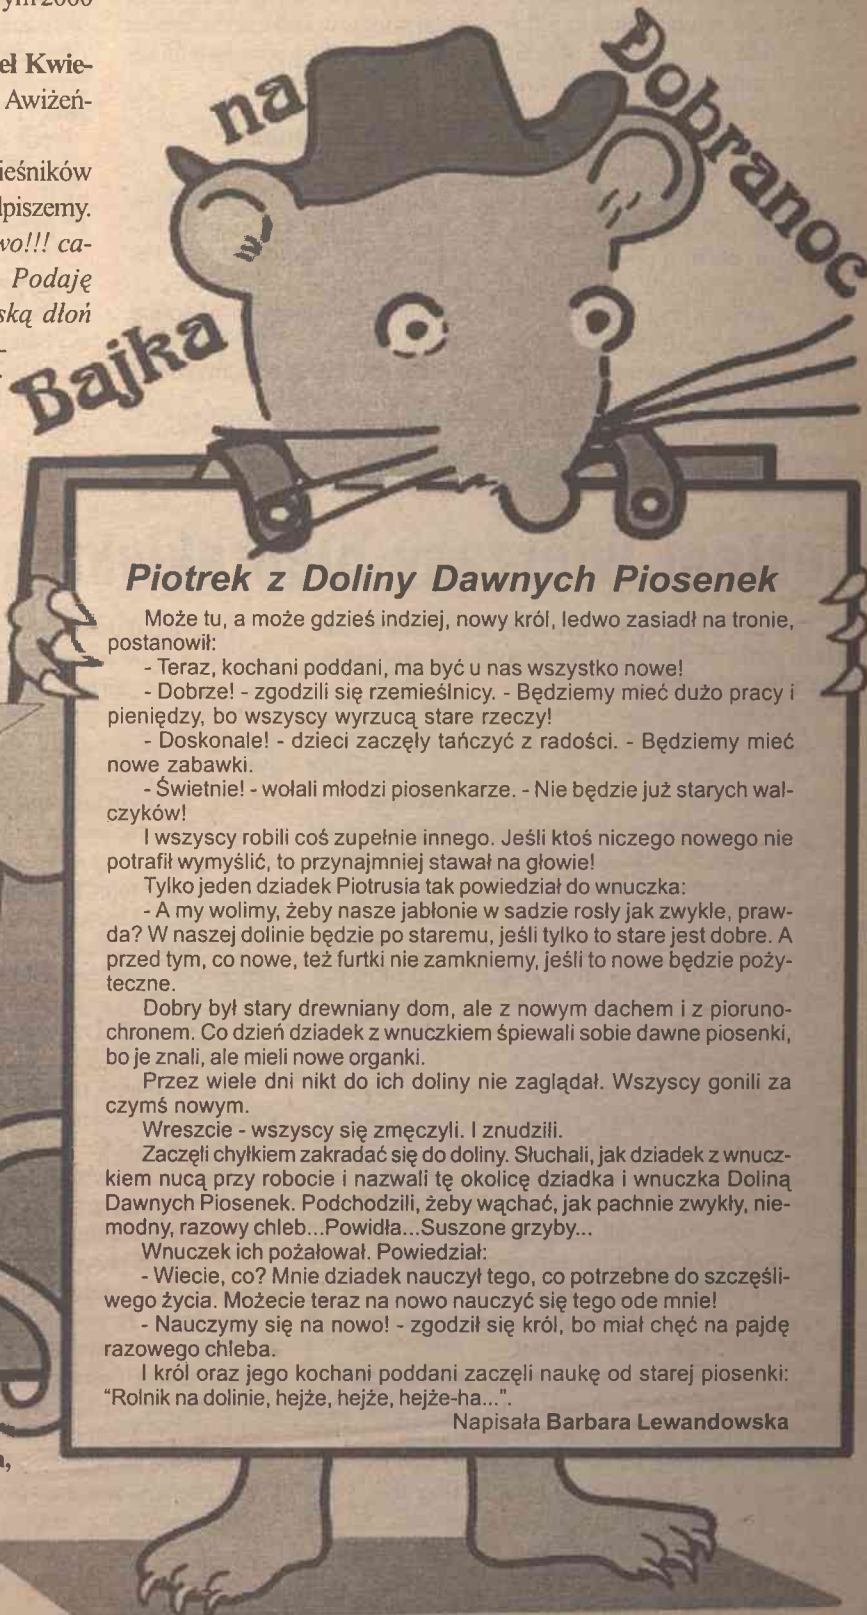 eł Kwie-
Awiżeń-
ieśników
lpiszemy.
vo!!! ca-
Podaję
ską dłoń
Bajka na Dobranoc
Piotrek z Doliny Dawnych Piosenek
Może tu, a może gdzieś indziej, nowy król, ledwo zasiadł na tronie,
postanowił:
- Teraz, kochani poddani, ma być u nas wszystko nowe!
- Dobrze! - zgodzili się rzemieślnicy. - Będziemy mieć dużo pracy i
pieniędzy, bo wszyscy wyrzucą stare rzeczy!
- Doskonale! - dzieci zaczęły tańczyć z radości. - Będziemy mieć
nowe zabawki.
- Świetnie! - wołali młodzi piosenkarze. - Nie będzie już starych wal-
czyków!
I wszyscy robili coś zupełnie innego. Jeśli ktoś niczego nowego nie
potrafił wymyślić, to przynajmniej stawał na głowie!
Tylko jeden dziadek Piotrusia tak powiedział do wnuczka:
- A my wolimy, żeby nasze jabłonie w sadzie rosły jak zwykle, praw-
da? W naszej dolinie będzie po staremu, jeśli tylko to stare jest dobre. A
przed tym, co nowe, też furtki nie zamkniemy, jeśli to nowe będzie poży-
teczne.
Dobry był stary drewniany dom, ale z nowym dachem i z pioruno-
chronem. Co dzień dziadek z wnuczkiem śpiewali sobie dawne piosenki,
bo je znali, ale mieli nowe organki.
Przez wiele dni nikt do ich doliny nie zaglądał. Wszyscy gonili za
czymś nowym.
Wreszcie - wszyscy się zmęczyli. I znudzili.
Zaczęli chyłkiem zakradać się do doliny. Słuchali, jak dziadek z wnucz-
kiem nucą przy robocie i nazwali tę okolicę dziadka i wnuczka Doliną
Dawnych Piosenek. Podchodzili, żeby wąchać, jak pachnie zwykły, nie-
modny, razowy chleb...Powidła...Suszone grzyby...
Wnuczek ich pożałował. Powiedział:
- Wiecie, co? Mnie dziadek nauczył tego, co potrzebne do szczęśli-
wego życia. Możecie teraz na nowo nauczyć się tego ode mnie!
- Nauczymy się na nowo! - zgodził się król, bo miał chęć na pajdę
razowego chleba.
I król oraz jego kochani poddani zaczęli naukę od starej piosenki:
“Rolnik na dolinie, hejże, hejże, hejże-ha...”.
Napisała Barbara Lewandowska